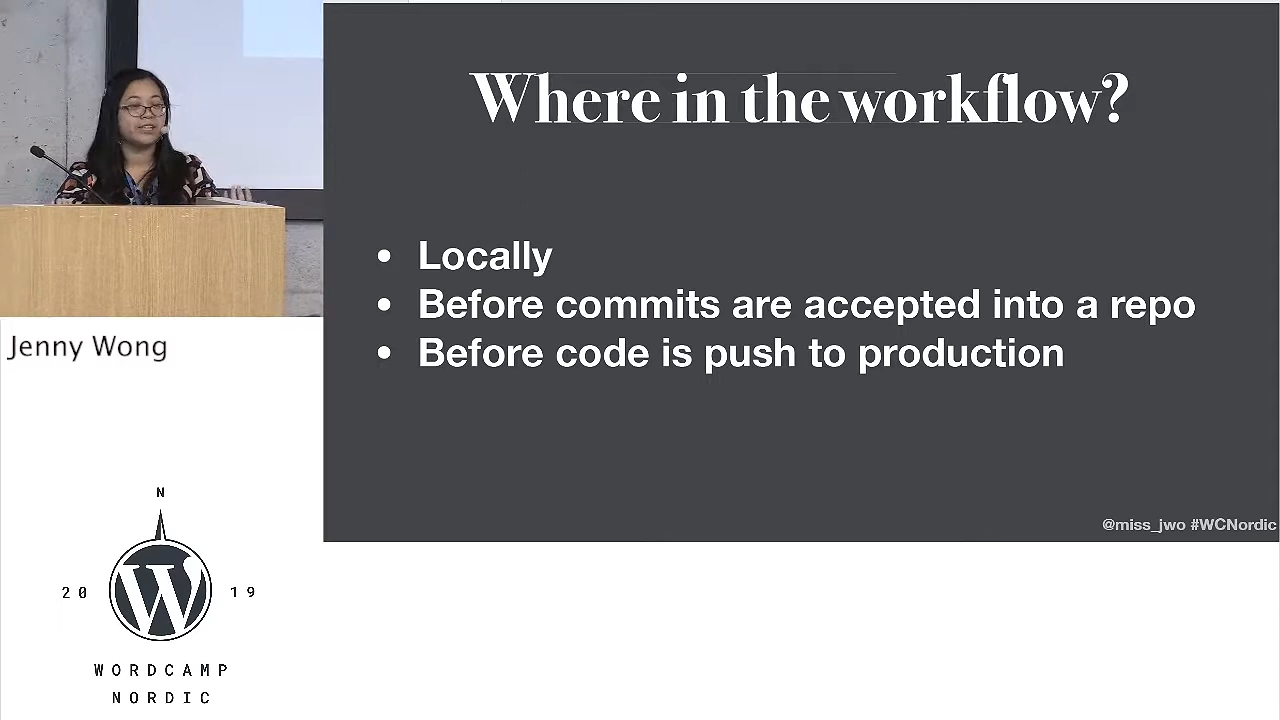 Where in the workflow?
• Locally
• Before commits are accepted into a repo
• Before code is push to production
@miss_jwo #WCNordic
Jenny Wong
N
20 19
WORDCAMP
NORDIC